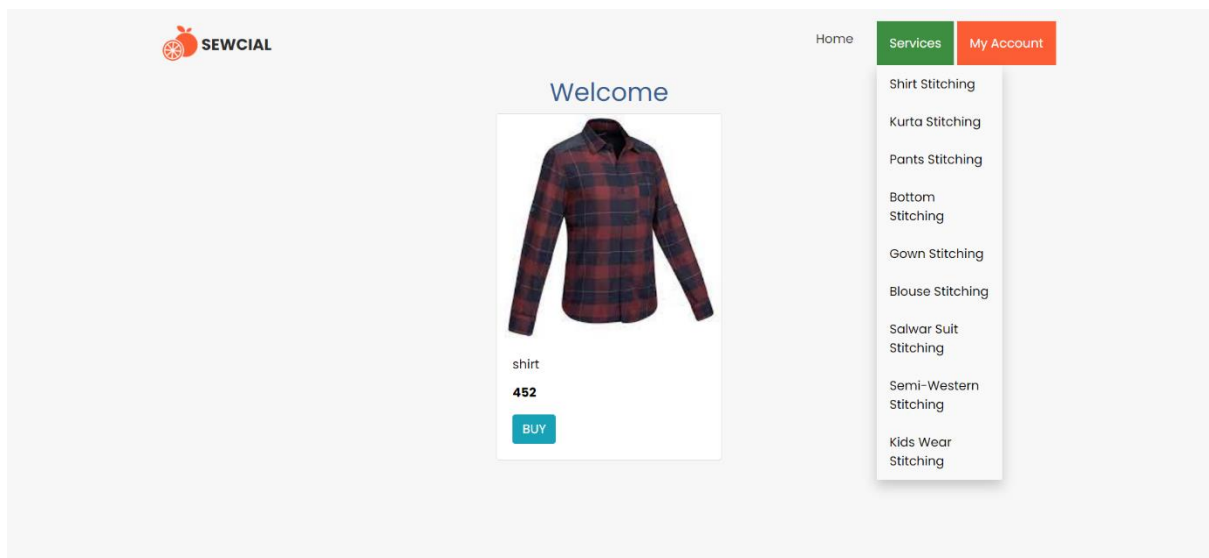 SEWCIAL
Home
Services
My Account
Welcome
shirt
452
BUY
Shirt Stitching
Kurta Stitching
Pants Stitching
Bottom
Stitching
Gown Stitching
Blouse Stitching
Salwar Suit
Stitching
Semi-Western
Stitching
Kids Wear
Stitching